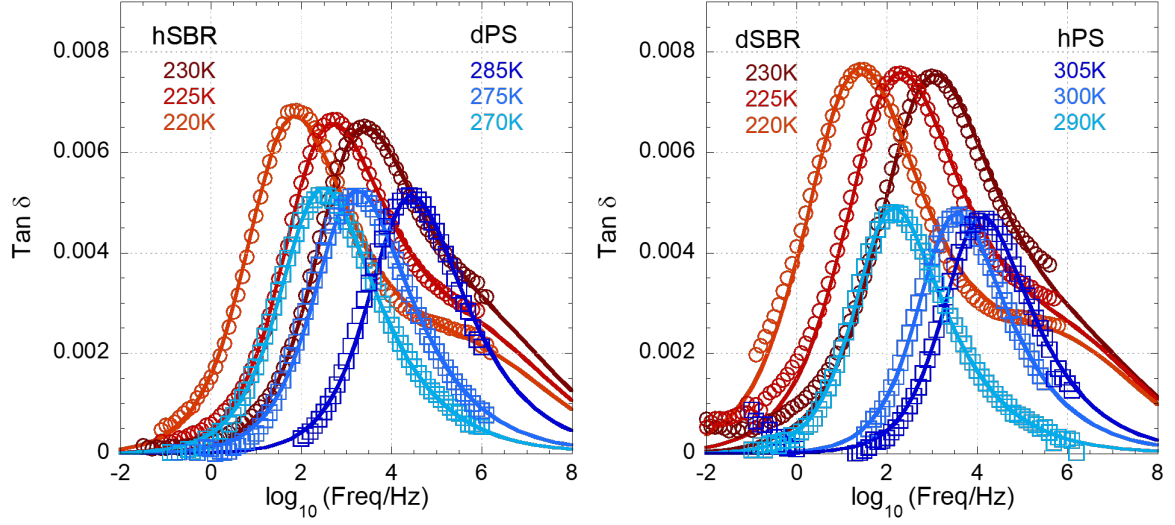 hSBR dPS
230K 285K
225K 275K
220K 270K
0.008
0.006
0.004
0.002
0
Tan δ
-2 0 2 4 6 8
log10 (Freq/Hz)
dSBR hPS
230K 305K
225K 300K
220K 290K
0.008
0.006
0.004
0.002
0
Tan δ
-2 0 2 4 6 8
log10 (Freq/Hz)